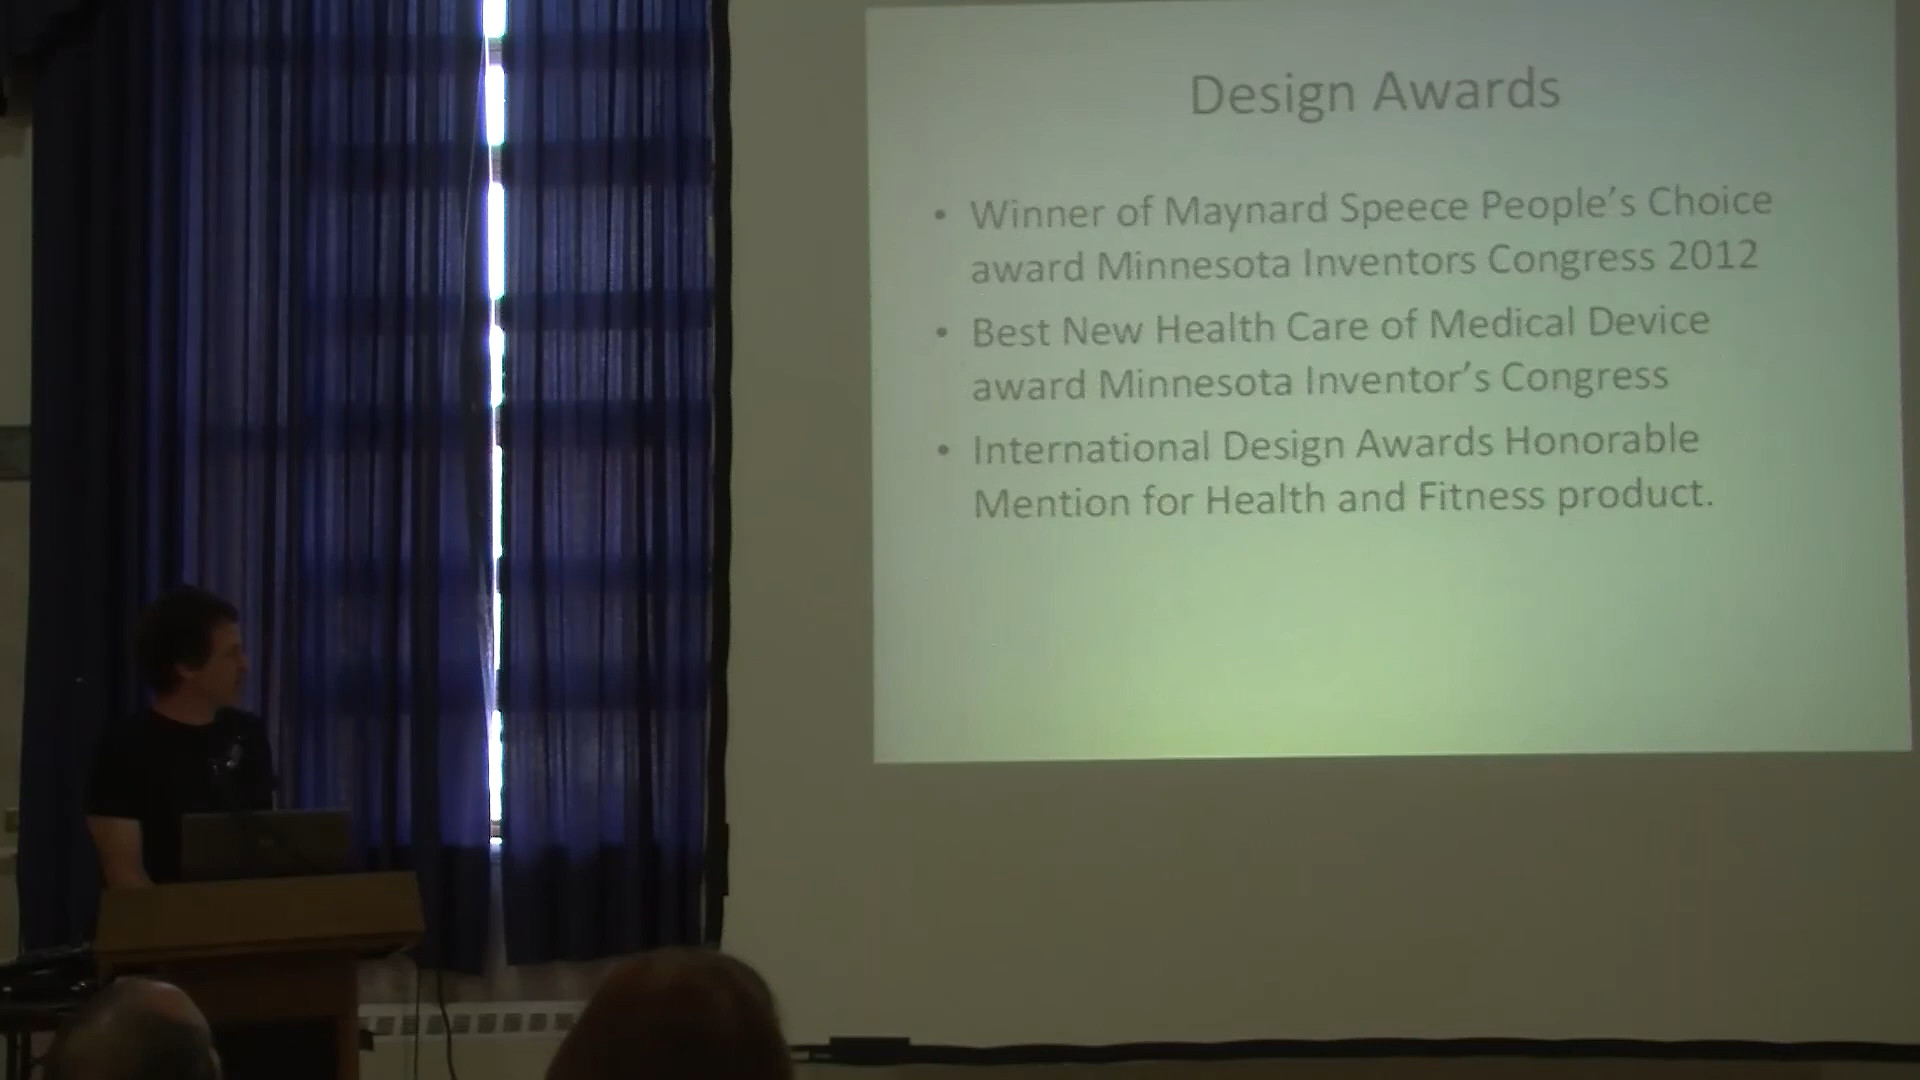 Design Awards
• Winner of Maynard Speece People's Choice
award Minnesota Inventors Congress 2012
• Best New Health Care of Medical Device
award Minnesota Inventor's Congress
• International Design Awards Honorable
Mention for Health and Fitness product.